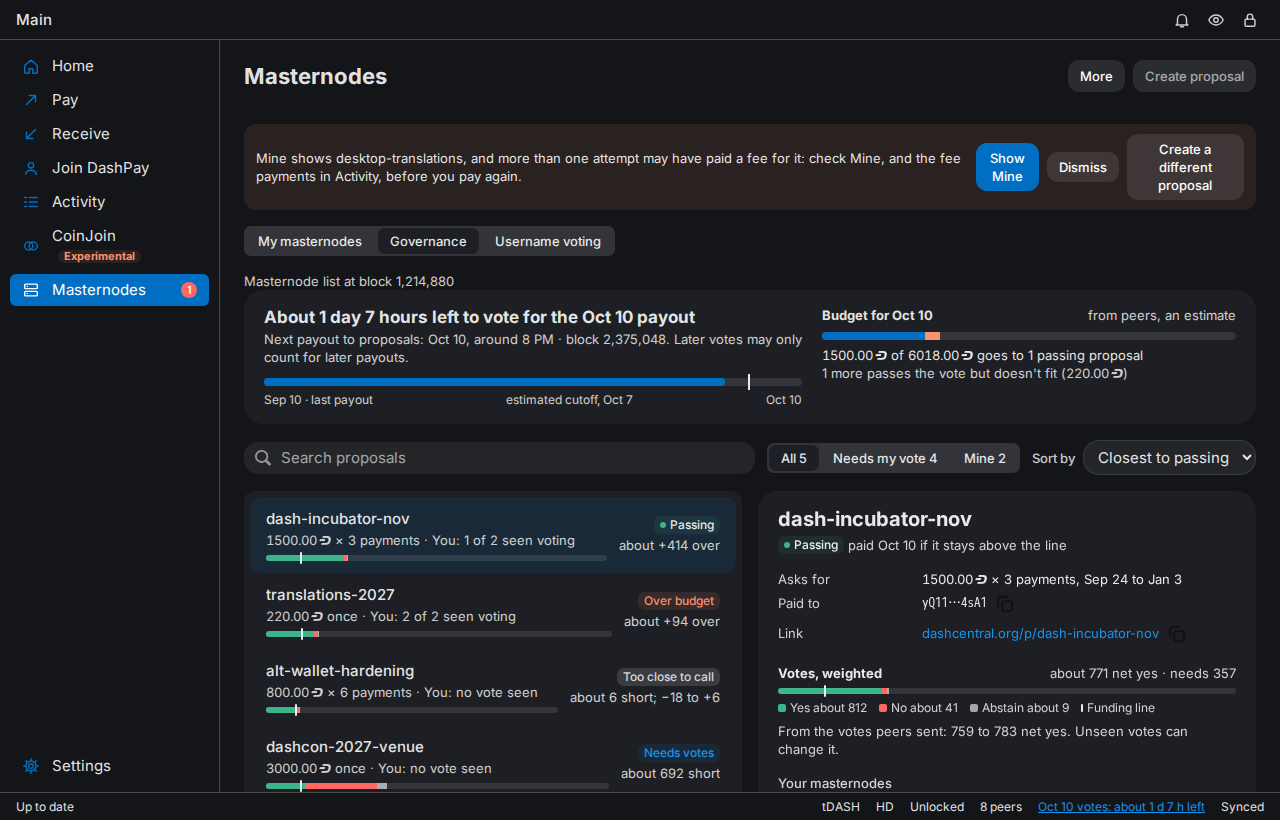 Main
Home
Pay
Receive
Join DashPay
Activity
CoinJoin
Experimental
Masternodes
1
Settings
Masternodes
More
Create proposal
Mine shows desktop-translations, and more than one attempt may have paid a fee for it: check Mine, and the fee
payments in Activity, before you pay again.
Show
Mine
Dismiss
Create a
different
proposal
My masternodes
Governance
Username voting
Masternode list at block 1,214,880
About 1 day 7 hours left to vote for the Oct 10 payout
Next payout to proposals: Oct 10, around 8 PM · block 2,375,048. Later votes may only
count for later payouts.
Sep 10 · last payout
estimated cutoff, Oct 7
Oct 10
Budget for Oct 10
from peers, an estimate
1500.00 of 6018.00 goes to 1 passing proposal
1 more passes the vote but doesn't fit (220.00)
Search proposals
All 5
Needs my vote 4
Mine 2
Sort by
Closest to passing
dash-incubator-nov
1500.00 × 3 payments · You: 1 of 2 seen voting
Passing
about +414 over
translations-2027
220.00 once · You: 2 of 2 seen voting
Over budget
about +94 over
alt-wallet-hardening
800.00 × 6 payments · You: no vote seen
Too close to call
about 6 short; −18 to +6
dashcon-2027-venue
3000.00 once · You: no vote seen
Needs votes
about 692 short
dash-incubator-nov
Passing
paid Oct 10 if it stays above the line
Asks for
1500.00 × 3 payments, Sep 24 to Jan 3
Paid to
yQ11···4sA1
Link
dashcentral.org/p/dash-incubator-nov
Votes, weighted
about 771 net yes · needs 357
Yes about 812
No about 41
Abstain about 9
Funding line
From the votes peers sent: 759 to 783 net yes. Unseen votes can
change it.
Your masternodes
Up to date
tDASH
HD
Unlocked
8 peers
Oct 10 votes: about 1 d 7 h left
Synced